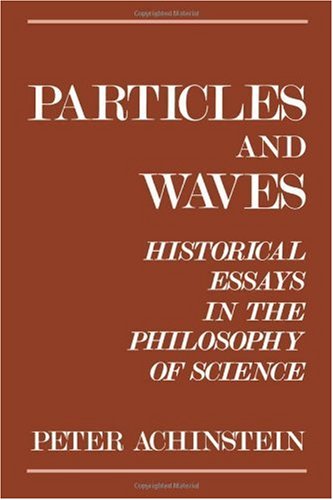 PARTICLES
AND
WAVES
HISTORICAL
ESSAYS
IN THE
PHILOSOPHY
OF SCIENCE
PETER ACHINSTEIN